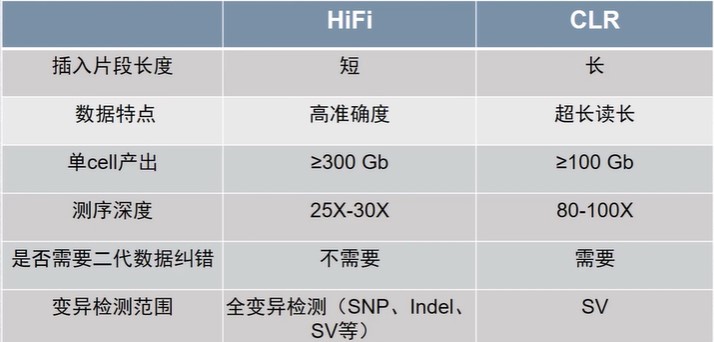 HiFi CLR
插入片段长度 短 长
数据特点 高准确度 超长读长
单cell产出 ≥300 Gb ≥100 Gb
测序深度 25X-30X 80-100X
是否需要二代数据纠错 不需要 需要
变异检测范围 全变异检测（SNP、Indel、 SV
SV等）